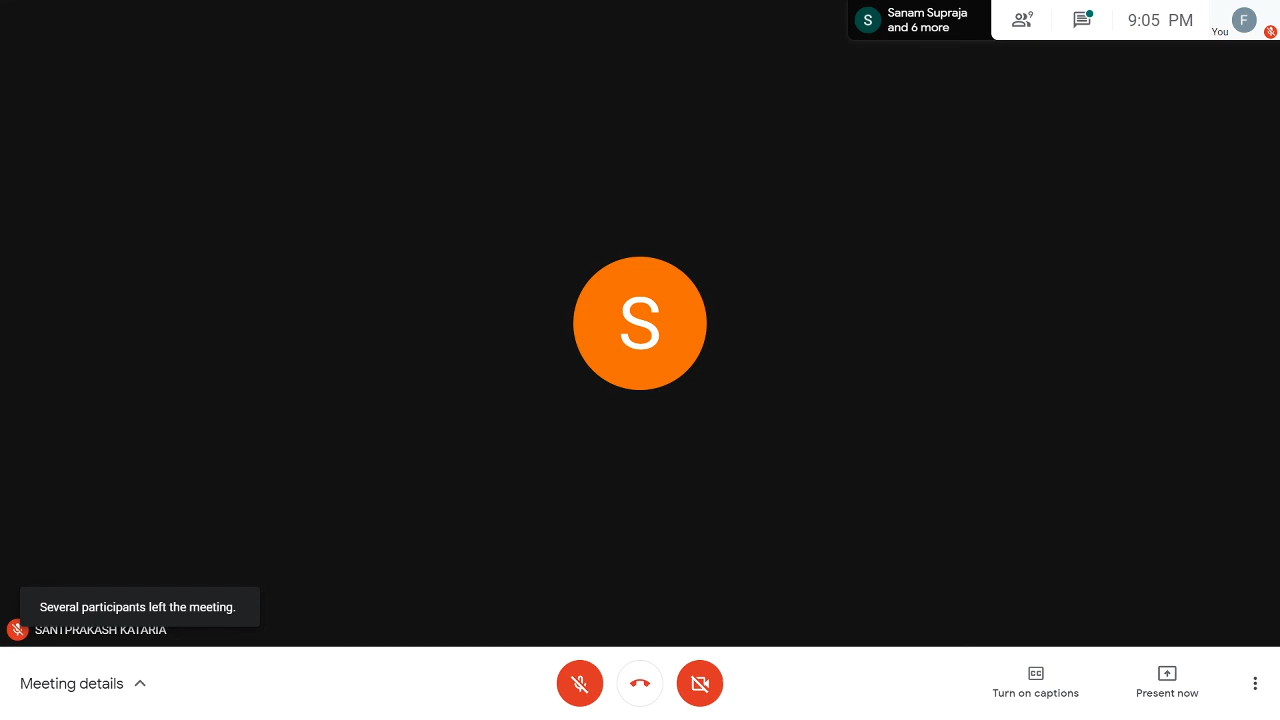 S
Sanam Supraja
and 6 more
9
9:05 PM
You
F
S
Several participants left the meeting.
SANTPRAKASH KATARIA
Meeting details
CC
Turn on captions
Present now